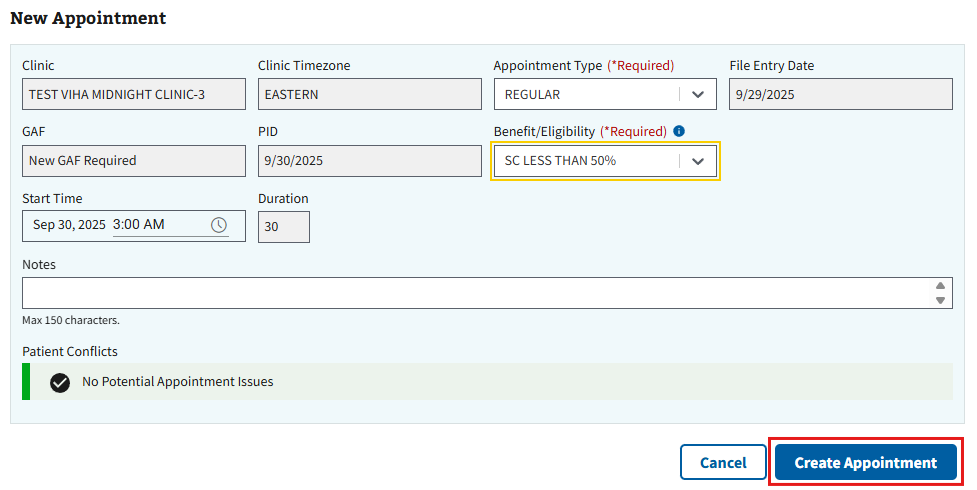 New Appointment
Clinic
Clinic Timezone
Appointment Type (*Required)
File Entry Date
TEST VIHA MIDNIGHT CLINIC-3
EASTERN
REGULAR
9/29/2025
GAF
PID
Benefit/Eligibility (*Required) i
New GAF Required
9/30/2025
SC LESS THAN 50%
Start Time
Duration
Sep 30, 2025 3:00 AM
30
Notes
Max 150 characters.
Patient Conflicts
No Potential Appointment Issues
Cancel
Create Appointment